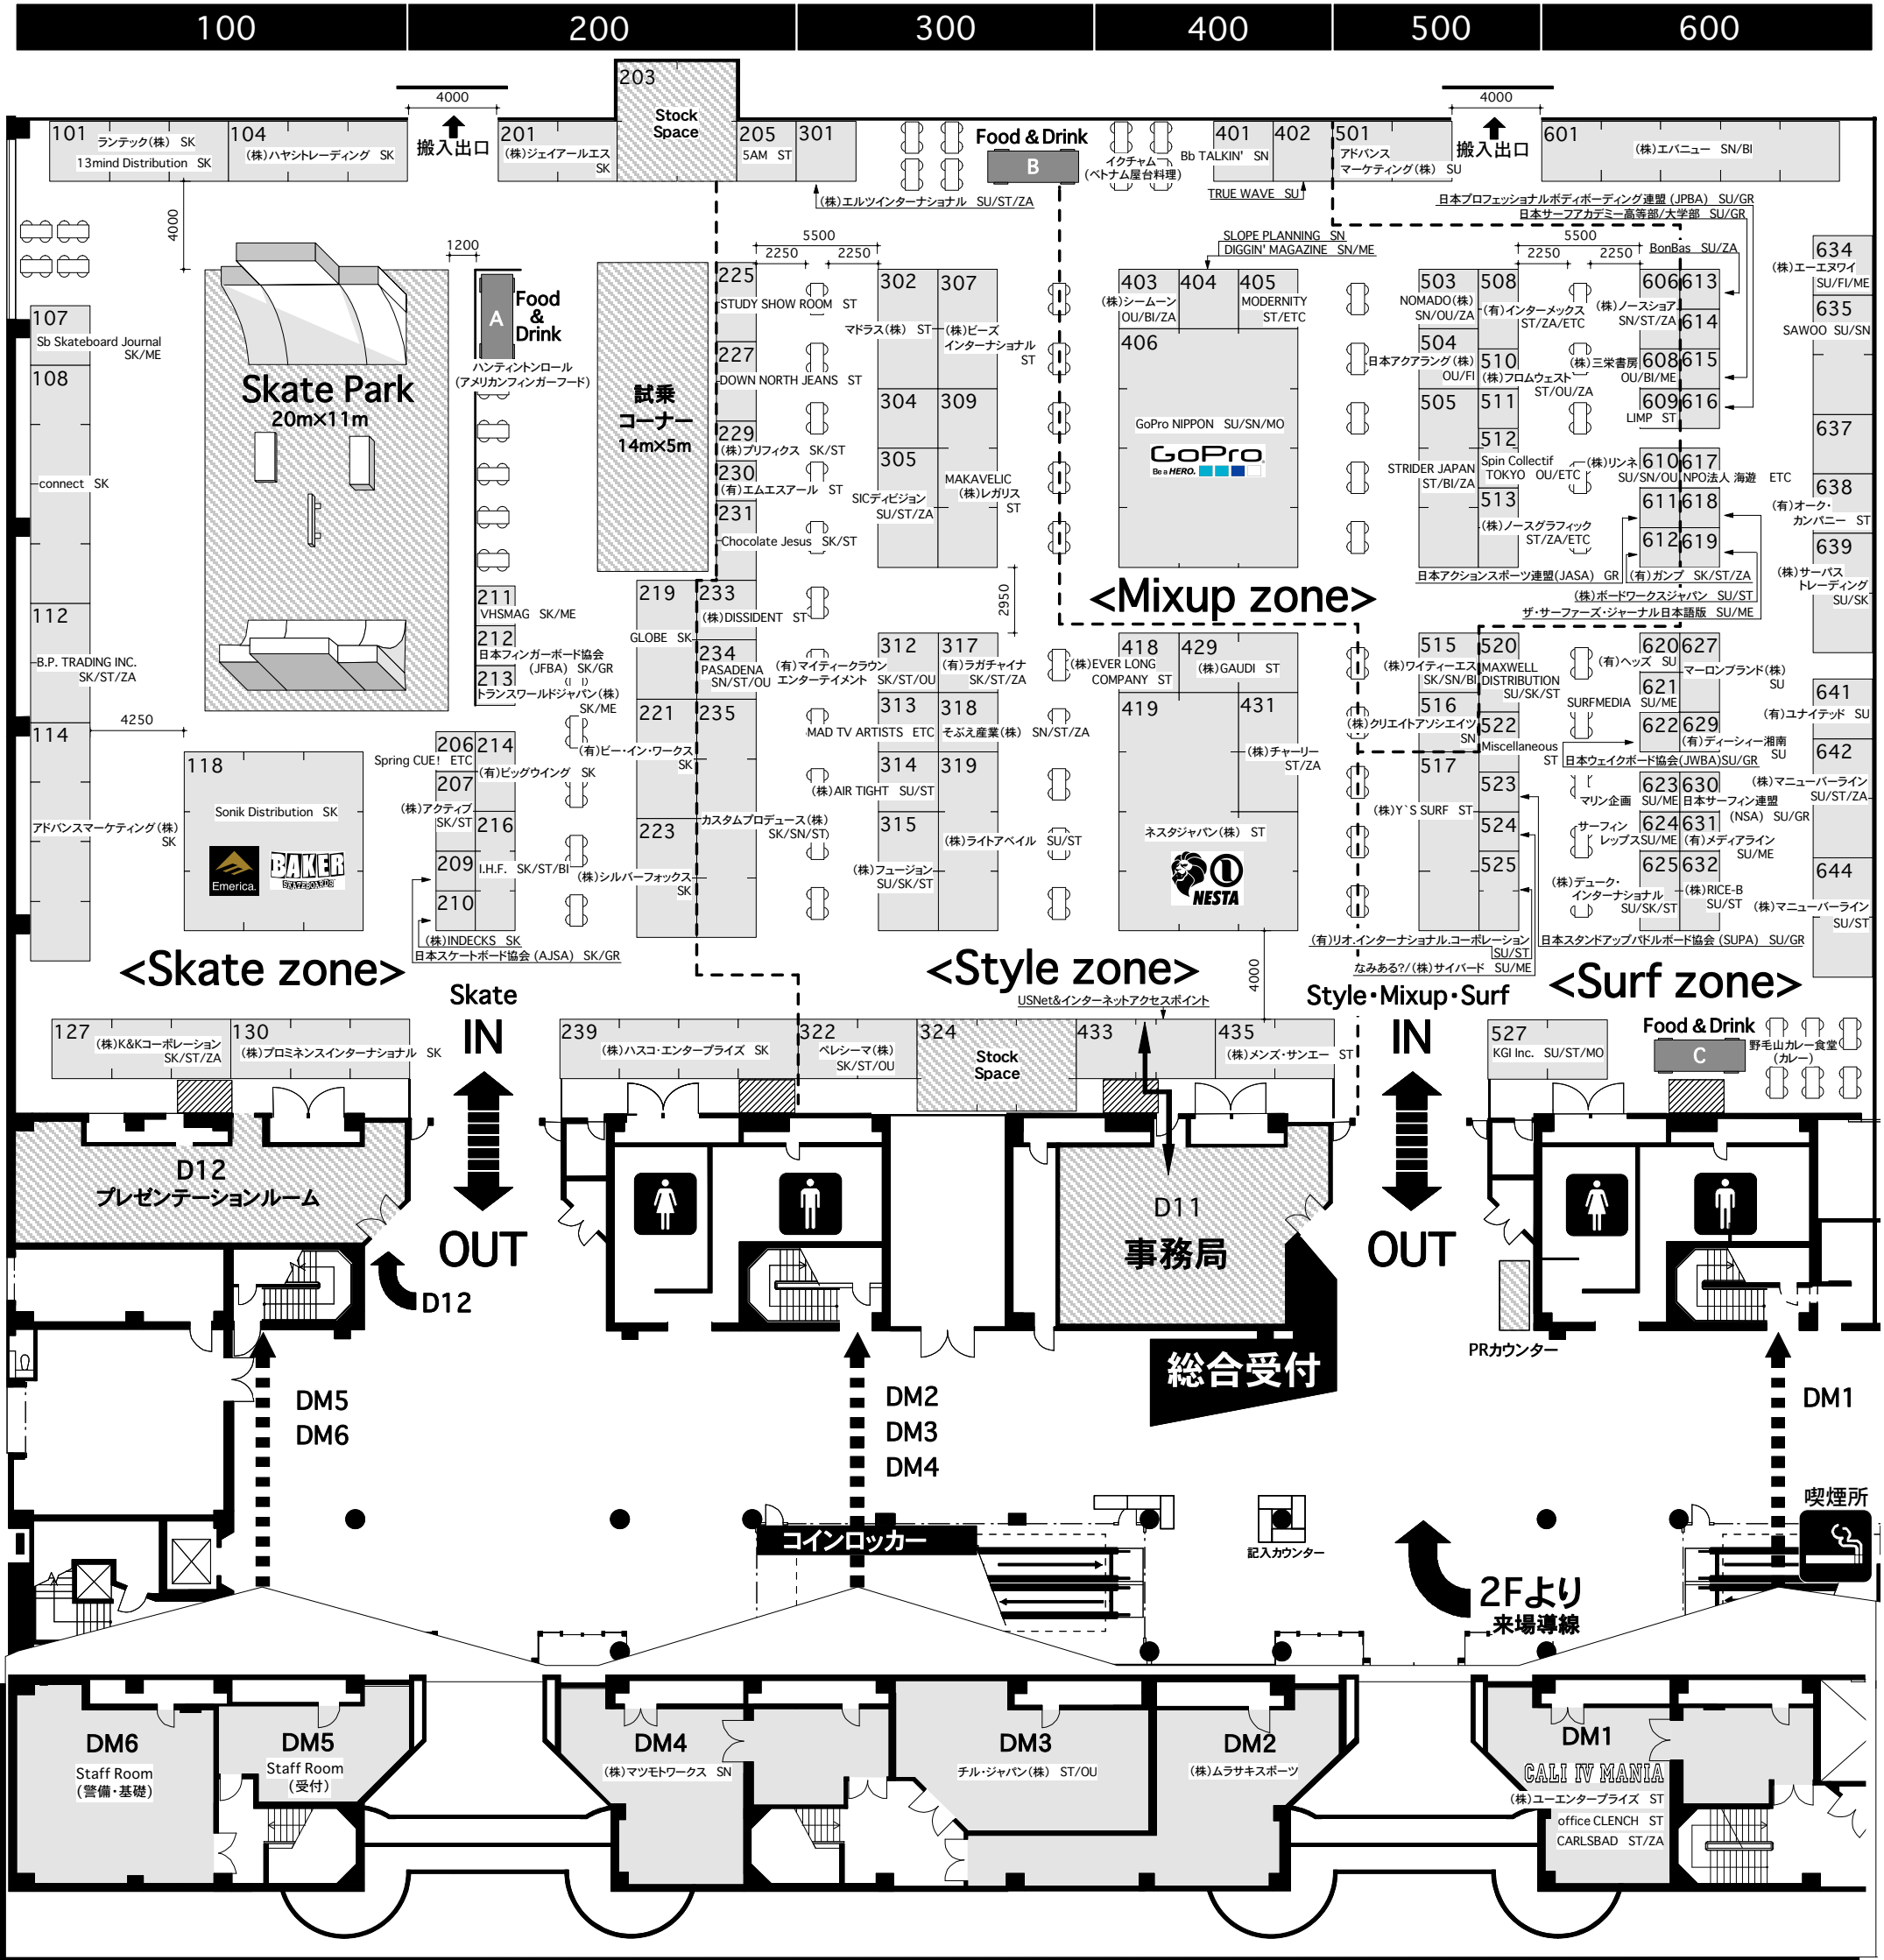 100
200
300
400
500
600
4000
搬入出口
203
Stock
Space
4000
搬入出口
101
ランテック(株) SK
13mind Distribution SK
104
(株)ハヤシトレーディング SK
201
(株)ジェイアールエス
SK
205
5AM ST
301
(株)エルツインターナショナル SU/ST/ZA
Food & Drink
B
イクチャム
(ベトナム屋台料理)
401
Bb TALKIN' SN
402
TRUE WAVE SU
501
アドバンス
マーケティング(株) SU
601
(株)エバニュー SN/BI
日本プロフェッショナルボディボーディング連盟 (JPBA) SU/GR
日本サーフアカデミー高等部/大学部 SU/GR
BonBas SU/ZA
4000
1200
5500
2250
2250
SLOPE PLANNING SN
DIGGIN' MAGAZINE SN/ME
5500
2250
2250
107
Sb Skateboard Journal
SK/ME
108
connect SK
112
B.P. TRADING INC.
SK/ST/ZA
114
アドバンスマーケティング(株)
SK
4250
Skate Park
20m×11m
A
Food
&
Drink
ハンティントンロール
(アメリカンフィンガーフード)
試乗
コーナー
14m×5m
118
Sonik Distribution SK
Emerica.
BAKER
SKATEBOARDS
211
VHSMAG SK/ME
212
日本フィンガーボード協会
(JFBA) SK/GR
213
トランスワールドジャパン(株)
SK/ME
206
Spring CUE! ETC
207
(株)アクティブ
SK/ST
209
210
214
(有)ビッグウイング SK
216
I.H.F. SK/ST/BI
(株)INDECKS SK
日本スケートボード協会 (AJSA) SK/GR
219
GLOBE SK
221
(有)ビー・イン・ワークス
SK
223
(株)シルバーフォックス
SK
225
STUDY SHOW ROOM ST
227
DOWN NORTH JEANS ST
229
(株)プリフィクス SK/ST
230
(有)エムエスアール ST
231
Chocolate Jesus SK/ST
233
(株)DISSIDENT ST
234
PASADENA
SN/ST/OU
235
カスタムプロデュース(株)
SK/SN/ST
302
マドラス(株) ST
304
305
SICディビジョン
SU/ST/ZA
307
(株)ビーズ
インターナショナル
ST
309
MAKAVELIC
(株)レガリス
ST
2950
312
(有)マイティークラウン
エンターテイメント SK/ST/OU
313
MAD TV ARTISTS ETC
314
(株)AIR TIGHT SU/ST
315
(株)フュージョン
SU/SK/ST
317
(有)ラガチャイナ
SK/ST/ZA
318
そぶえ産業(株) SN/ST/ZA
319
(株)ライトアベイル SU/ST
403
(株)シームーン
OU/BI/ZA
404
405
MODERNITY
ST/ETC
406
GoPro NIPPON SU/SN/MO
GoPro
Be a HERO.
<Mixup zone>
418
(株)EVER LONG
COMPANY ST
429
(株)GAUDI ST
419
ネスタジャパン(株) ST
NESTA
431
(株)チャーリー
ST/ZA
503
NOMADO(株)
SN/OU/ZA
504
日本アクアラング(株)
OU/FI
505
STRIDER JAPAN
ST/BI/ZA
508
(有)インターメックス
ST/ZA/ETC
510
(株)フロムウェスト
ST/OU/ZA
511
512
Spin Collectif
TOKYO OU/ETC
513
(株)ノースグラフィック
ST/ZA/ETC
515
(株)ワイティーエス
SK/SN/BI
516
(株)クリエイトアソシエイツ
SN
517
(株)Y`S SURF ST
520
MAXWELL
DISTRIBUTION
SU/SK/ST
522
Miscellaneous
ST
523
524
525
606
(株)ノースショア
SN/ST/ZA
608
(株)三栄書房
OU/BI/ME
609
LIMP ST
610
(株)リンネ
SU/SN/OU
611
612
613
614
615
616
617
NPO法人 海遊 ETC
618
619
日本アクションスポーツ連盟(JASA) GR
(有)ガンプ SK/ST/ZA
(株)ボードワークスジャパン SU/ST
ザ・サーファーズ・ジャーナル日本語版 SU/ME
620
(有)ヘッズ SU
621
SURFMEDIA SU/ME
622
日本ウェイクボード協会(JWBA)SU/GR
623
マリン企画 SU/ME
624
サーフィン
レップスSU/ME
625
(株)デューク・
インターナショナル
SU/SK/ST
627
マーロンブランド(株)
SU
629
(有)ディーシィー湘南
SU
630
日本サーフィン連盟
(NSA) SU/GR
631
(有)メディアライン
SU/ME
632
(株)RICE-B
SU/ST
634
(株)エーエヌワイ
SU/FI/ME
635
SAWOO SU/SN
637
638
(有)オーク・
カンパニー ST
639
(株)サーパス
トレーディング
SU/SK
641
(有)ユナイテッド SU
642
(株)マニューバーライン
SU/ST/ZA
644
(株)マニューバーライン
SU/ST
(有)リオ.インターナショナル.コーポレーション
SU/ST
日本スタンドアップパドルボード協会 (SUPA) SU/GR
なみある?/(株)サイバード SU/ME
<Skate zone>
<Style zone>
<Surf zone>
4000
USNet&インターネットアクセスポイント
Skate
IN
OUT
Style・Mixup・Surf
IN
OUT
127
(株)K&Kコーポレーション
SK/ST/ZA
130
(株)プロミネンスインターナショナル SK
239
(株)ハスコ・エンタープライズ SK
322
ペレシーマ(株)
SK/ST/OU
324
Stock
Space
433
435
(株)メンズ・サンエー ST
527
KGI Inc. SU/ST/MO
Food & Drink
C
野毛山カレー食堂
(カレー)
D12
プレゼンテーションルーム
D12
D11
事務局
総合受付
PRカウンター
DM5
DM6
DM2
DM3
DM4
DM1
コインロッカー
記入カウンター
2Fより
来場導線
喫煙所
DM6
Staff Room
(警備・基礎)
DM5
Staff Room
(受付)
DM4
(株)マツモトワークス SN
DM3
チル・ジャパン(株) ST/OU
DM2
(株)ムラサキスポーツ
DM1
CALI IV MANIA
(株)ユーエンタープライズ ST
office CLENCH ST
CARLSBAD ST/ZA